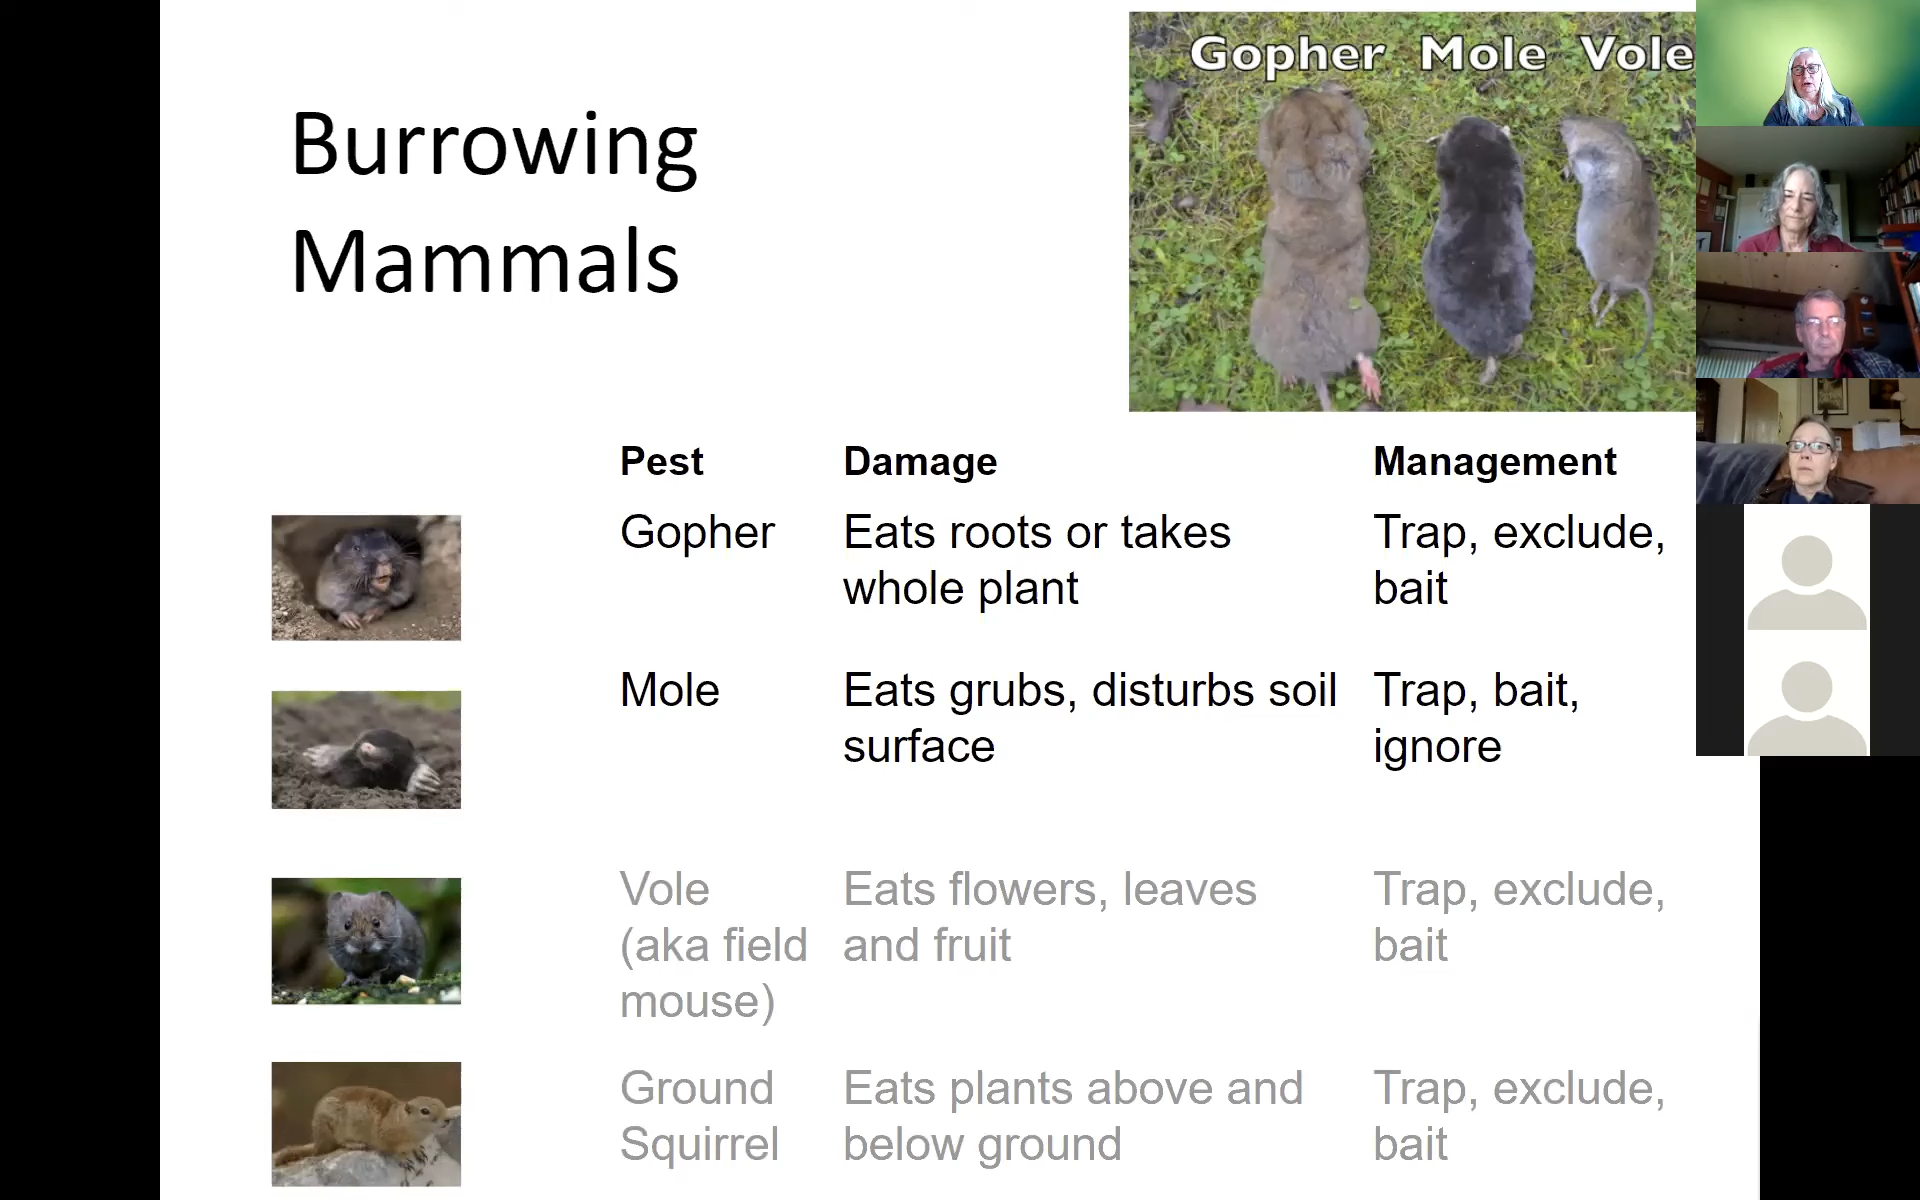 Burrowing
Mammals
Gopher Mole Vole
Pest Damage Management
Gopher Eats roots or takes Trap, exclude,
whole plant bait
Mole Eats grubs, disturbs soil Trap, bait,
surface ignore
Vole Eats flowers, leaves Trap, exclude,
(aka field and fruit bait
mouse)
Ground Eats plants above and Trap, exclude,
Squirrel below ground bait